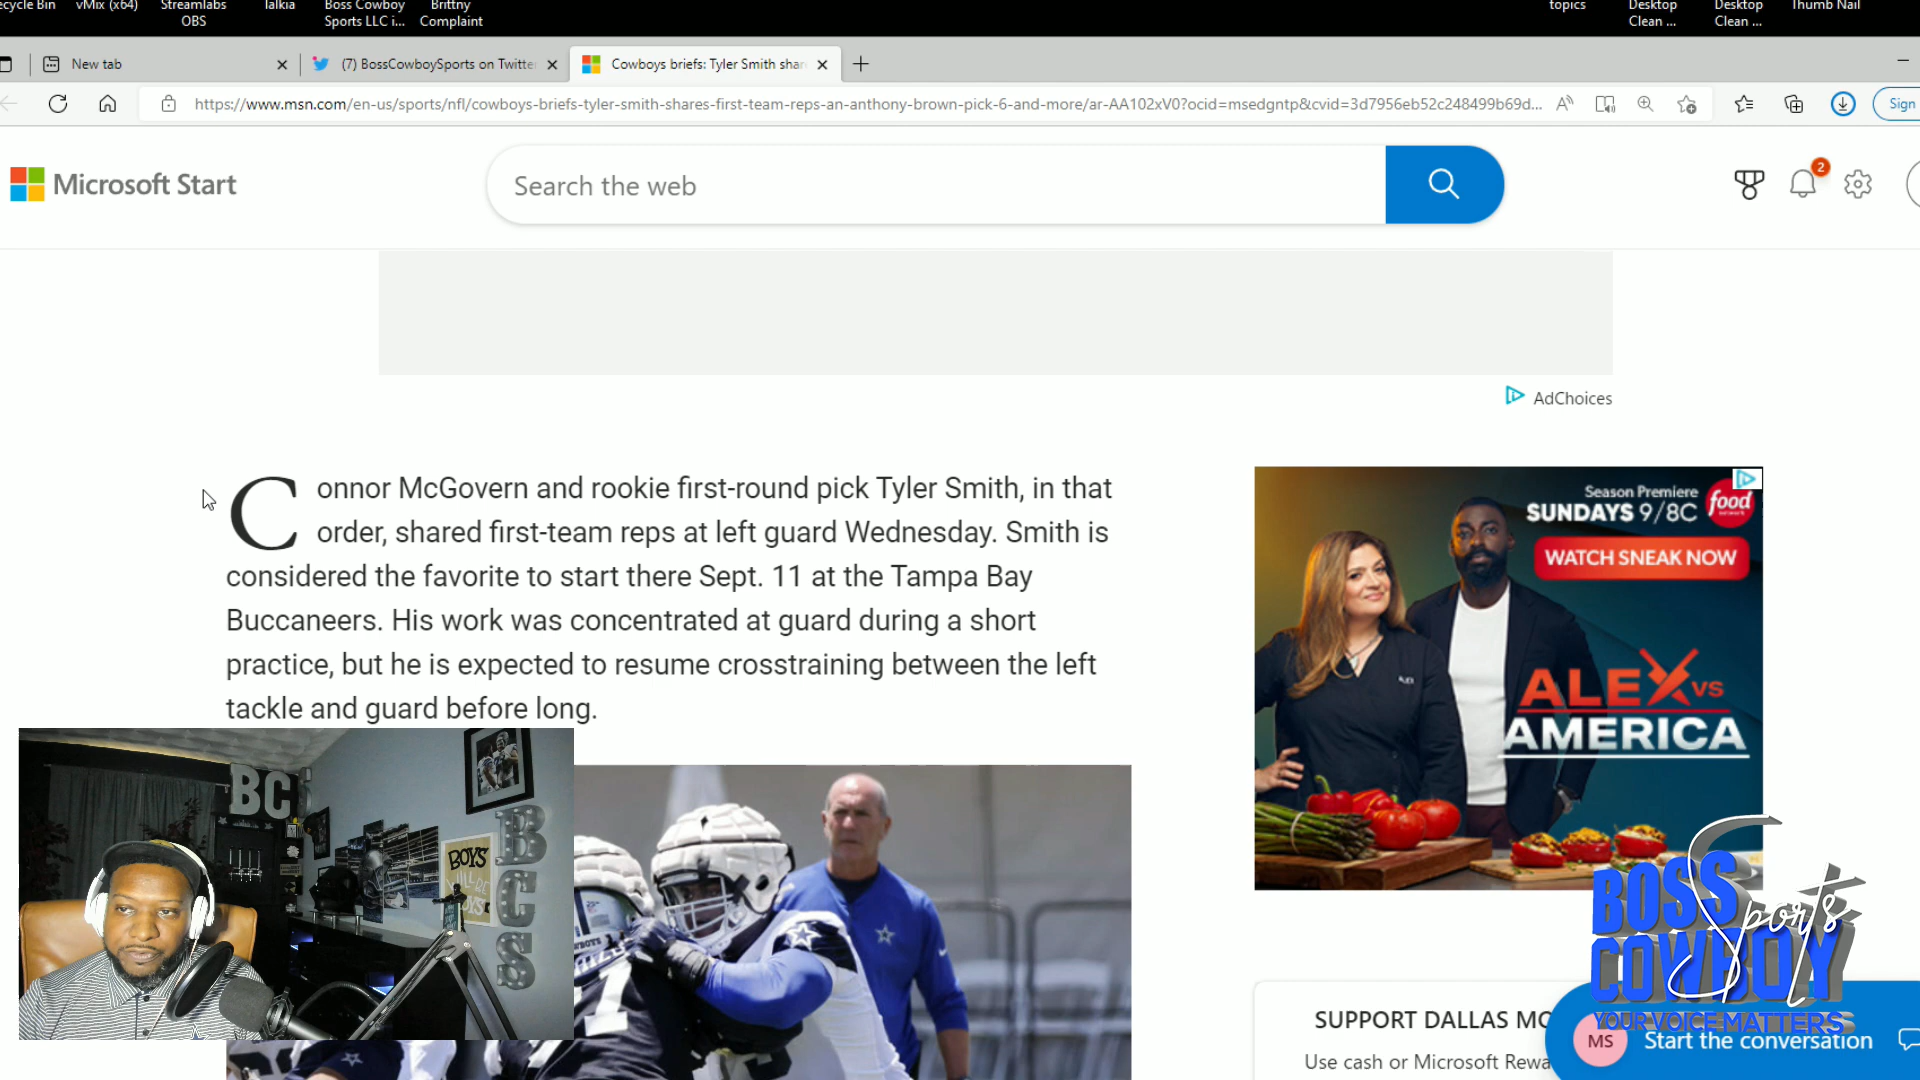 ecycle Bin
vMix (x64)
Streamlabs
OBS
Talkia
Boss Cowboy
Sports LLC i...
Brittny
Complaint
topics
Desktop
Clean ...
Desktop
Clean ...
Thumb Nail
New tab
(7) BossCowboySports on Twitte
Cowboys briefs: Tyler Smith shar
https://www.msn.com/en-us/sports/nfl/cowboys-briefs-tyler-smith-shares-first-team-reps-an-anthony-brown-pick-6-and-more/ar-AA102xV0?ocid=msedgntp&cvid=3d7956eb52c248499b69d...
Sign
Microsoft Start
Search the web
2
AdChoices
Connor McGovern and rookie first-round pick Tyler Smith, in that
order, shared first-team reps at left guard Wednesday. Smith is
considered the favorite to start there Sept. 11 at the Tampa Bay
Buccaneers. His work was concentrated at guard during a short
practice, but he is expected to resume crosstraining between the left
tackle and guard before long.
Season Premiere
SUNDAYS 9/8C
food
WATCH SNEAK NOW
ALEX VS
AMERICA
BC
BOYS
WILL BE
BOYS
BCS
BOSS
Sports
COWBOY
YOUR VOICE MATTERS
SUPPORT DALLAS MO
Use cash or Microsoft Rewa
MS
Start the conversation